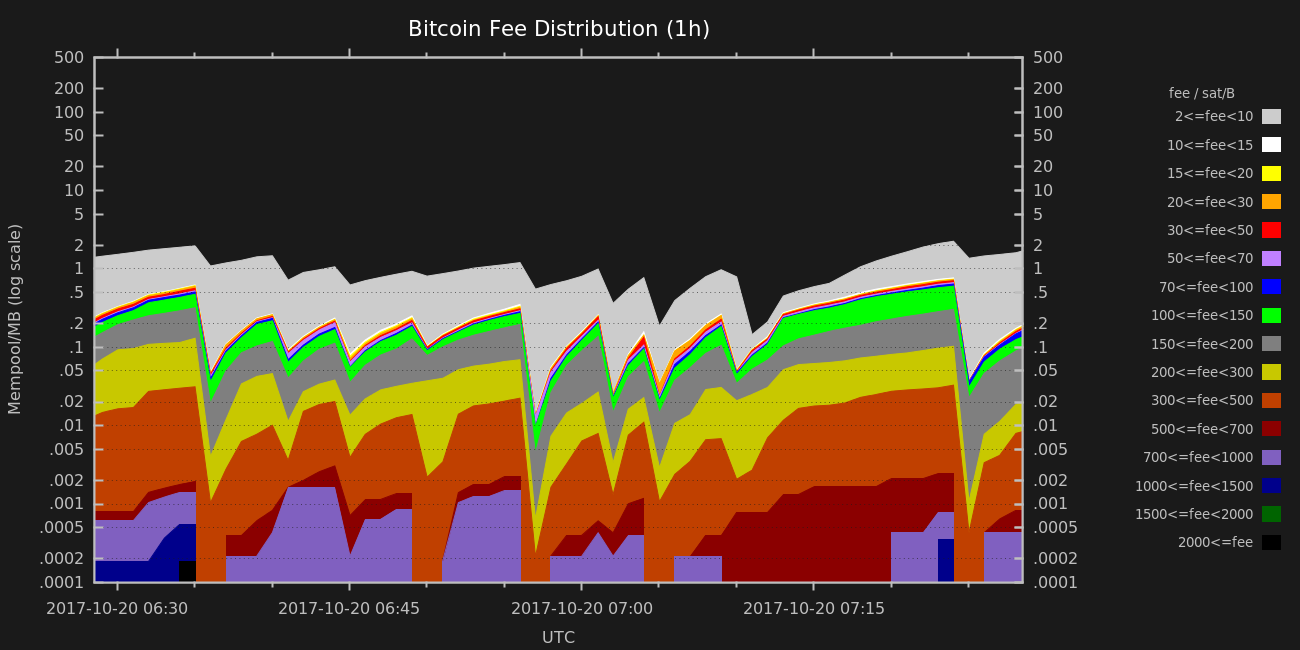 Bitcoin Fee Distribution (1h)
Mempool/MB (log scale)
500
200
100
50
20
10
5
2
1
.5
.2
.1
.05
.02
.01
.005
.002
.001
.0005
.0002
.0001
500
200
100
50
20
10
5
2
1
.5
.2
.1
.05
.02
.01
.005
.002
.001
.0005
.0002
.0001
fee / sat/B
2<=fee<10
10<=fee<15
15<=fee<20
20<=fee<30
30<=fee<50
50<=fee<70
70<=fee<100
100<=fee<150
150<=fee<200
200<=fee<300
300<=fee<500
500<=fee<700
700<=fee<1000
1000<=fee<1500
1500<=fee<2000
2000<=fee
2017-10-20 06:30 2017-10-20 06:45 2017-10-20 07:00 2017-10-20 07:15
UTC